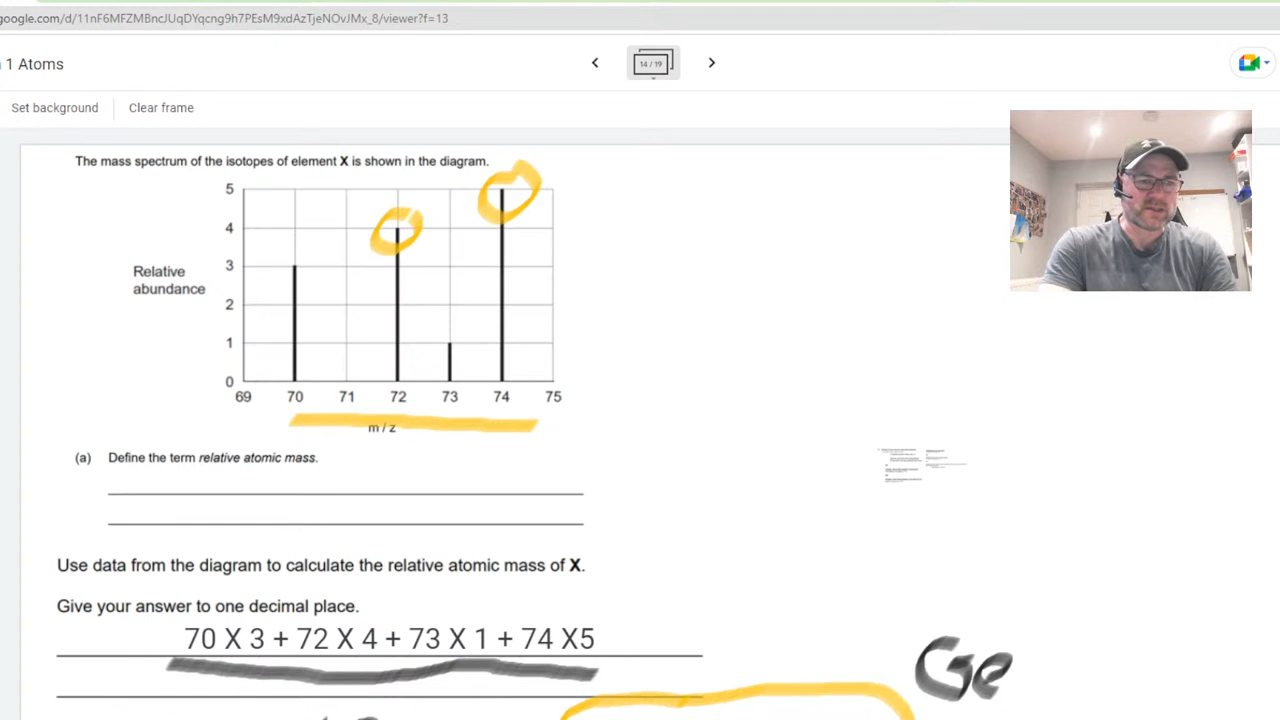 google.com/d/11nF6MFZMBncJUqDYqcng9h7PEsM9xdAzTjeNOvJMx_8/viewer?f=13
1 Atoms
14 / 19
Set background
Clear frame
The mass spectrum of the isotopes of element X is shown in the diagram.
5
4
3
2
1
0
Relative
abundance
69 70 71 72 73 74 75
m / z
(a) Define the term relative atomic mass.
Use data from the diagram to calculate the relative atomic mass of X.
Give your answer to one decimal place.
70 X 3 + 72 X 4 + 73 X 1 + 74 X5
Ge